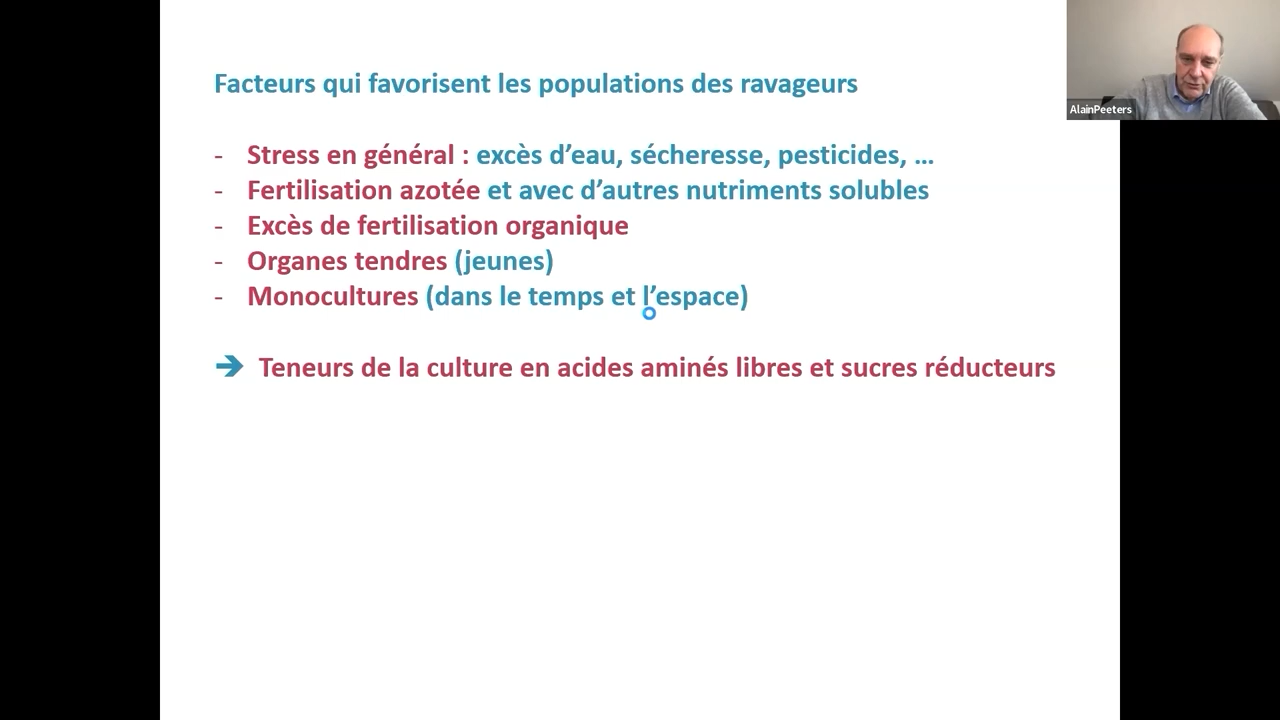 Facteurs qui favorisent les populations des ravageurs
AlainPeeters
- Stress en général : excès d’eau, sécheresse, pesticides, …
- Fertilisation azotée et avec d’autres nutriments solubles
- Excès de fertilisation organique
- Organes tendres (jeunes)
- Monocultures (dans le temps et l’espace)
➔ Teneurs de la culture en acides aminés libres et sucres réducteurs